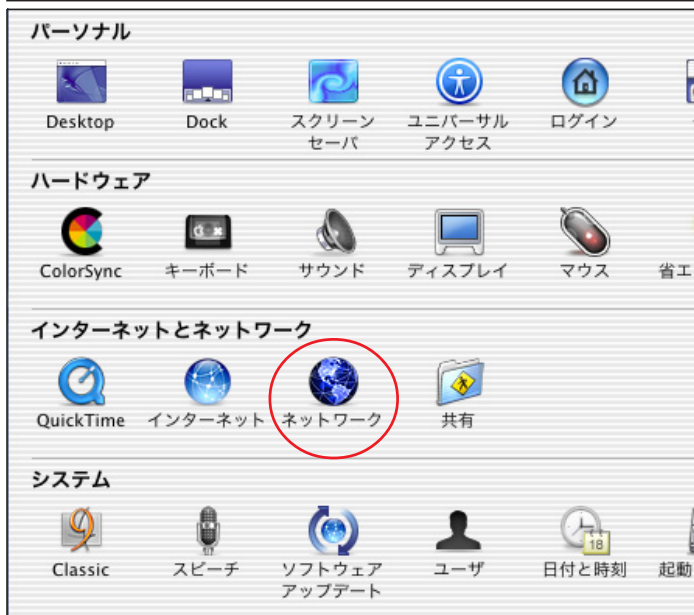 パーソナル
Desktop Dock スクリーン ユニバーサル ログイン
セーバ アクセス
ハードウェア
ColorSync キーボード サウンド ディスプレイ マウス 省エ
インターネットとネットワーク
QuickTime インターネット ネットワーク 共有
システム
18
Classic スピーチ ソフトウェア ユーザ 日付と時刻 起動
アップデート